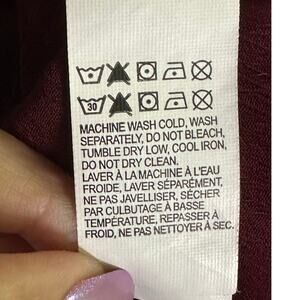 30
MACHINE WASH COLD, WASH
SEPARATELY, DO NOT BLEACH,
TUMBLE DRY LOW, COOL IRON,
DO NOT DRY CLEAN.
LAVER À LA MACHINE À L'EAU
FROIDE, LAVER SÉPARÉMENT,
NE PAS JAVELLISER, SÉCHER
PAR CULBUTAGE À BASSE
TEMPÉRATURE, REPASSER À
FROID, NE PAS NETTOYER À SEC.